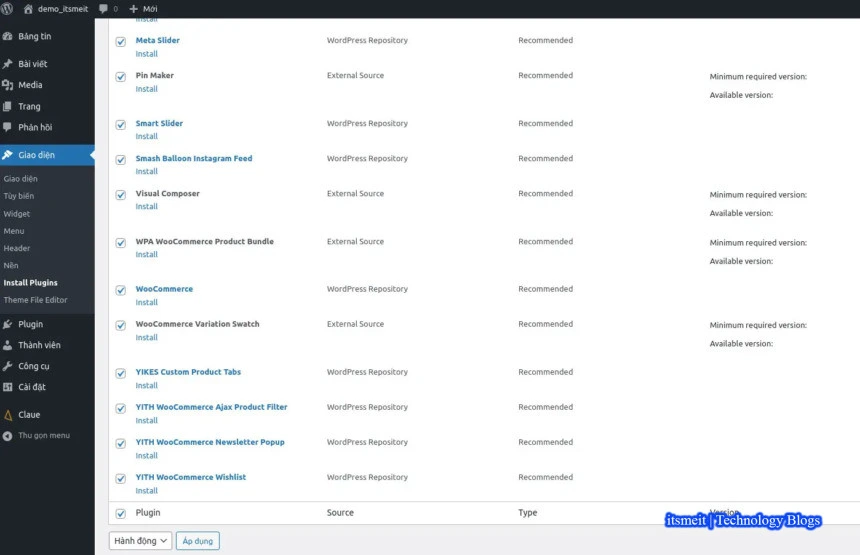 demo_itsmeit 0 Mới
Bảng tin
Bài viết
Media
Trang
Phản hồi
Giao diện
Giao diện
Tùy biến
Widget
Menu
Header
Nền
Install Plugins
Theme File Editor
Plugin
Thành viên
Công cụ
Cài đặt
Claue
Thu gọn menu
Install
Meta Slider WordPress Repository Recommended
Install
Pin Maker External Source Recommended Minimum required version:
Install Available version:
Smart Slider WordPress Repository Recommended
Install
Smash Balloon Instagram Feed WordPress Repository Recommended
Install
Visual Composer External Source Recommended Minimum required version:
Install Available version:
WPA WooCommerce Product Bundle External Source Recommended Minimum required version:
Install Available version:
WooCommerce WordPress Repository Recommended
Install
WooCommerce Variation Swatch External Source Recommended Minimum required version:
Install Available version:
YIKES Custom Product Tabs WordPress Repository Recommended
Install
YITH WooCommerce Ajax Product Filter WordPress Repository Recommended
Install
YITH WooCommerce Newsletter Popup WordPress Repository Recommended
Install
YITH WooCommerce Wishlist WordPress Repository Recommended
Install
Plugin Source Type Version
itsmeit | Technology Blogs
Hành động Áp dụng